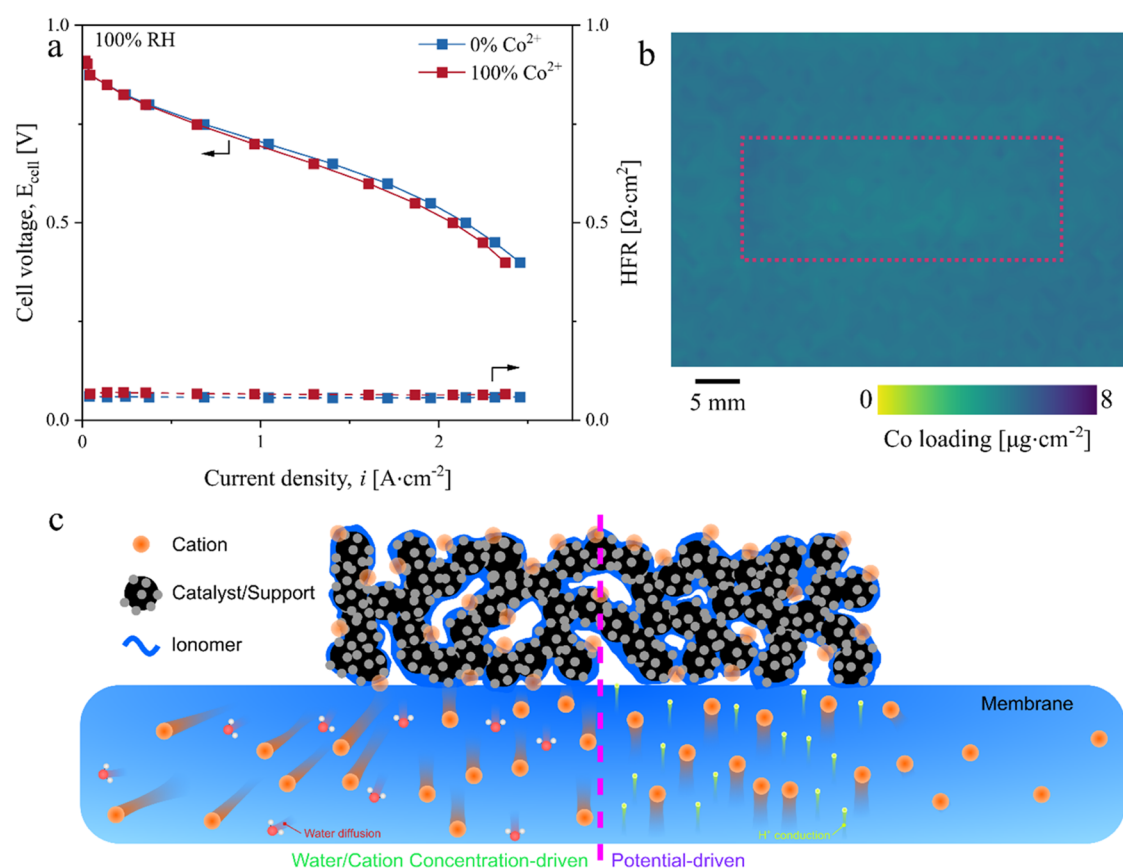 a
100% RH
0% Co²⁺
100% Co²⁺
1.0
0.5
0.0
Cell voltage, E_cell [V]
1.0
0.5
0.0
HFR [Ω·cm²]
0
1
2
Current density, i [A·cm⁻²]
b
5 mm
0
8
Co loading [µg·cm⁻²]
c
Cation
Catalyst/Support
Ionomer
Membrane
Water diffusion
H⁺ conduction
Water/Cation Concentration-driven
Potential-driven